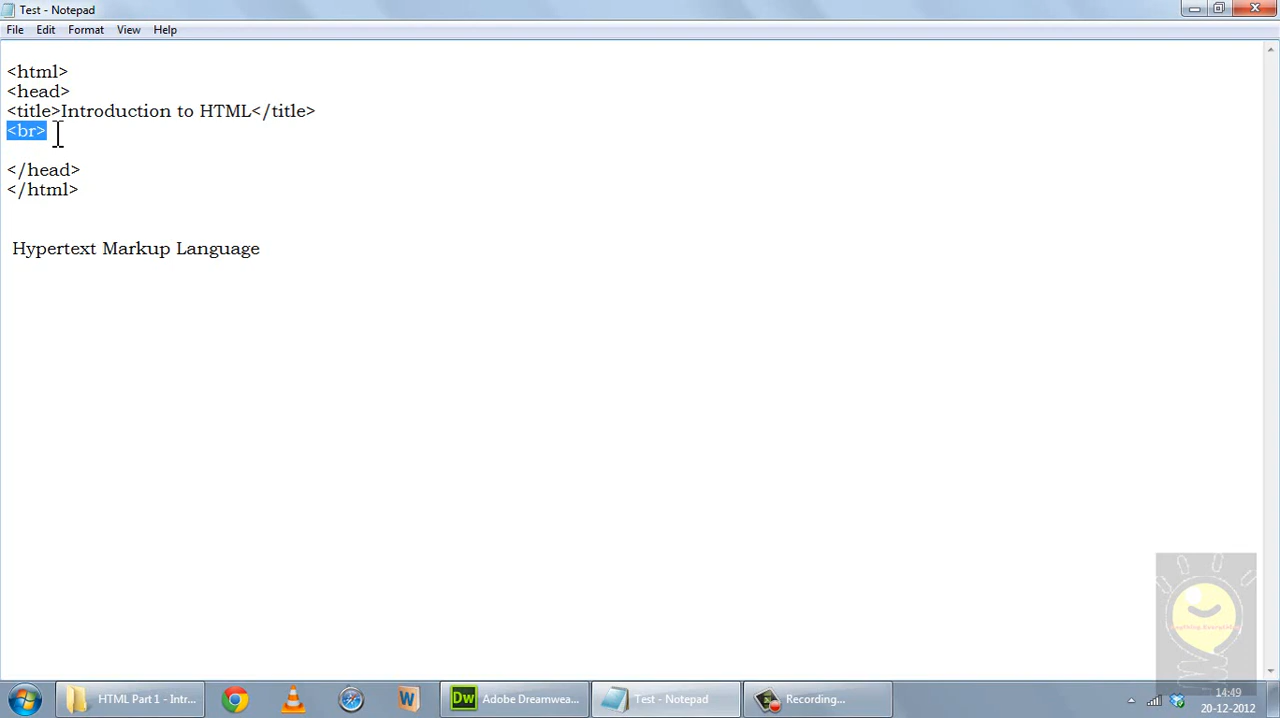 Test - Notepad
File Edit Format View Help
<html>
<head>
<title>Introduction to HTML</title>
<br>
</head>
</html>
Hypertext Markup Language
HTML Part 1 - Intr... Dw Adobe Dreamwea... Test - Notepad Recording... 14:49
20-12-2012